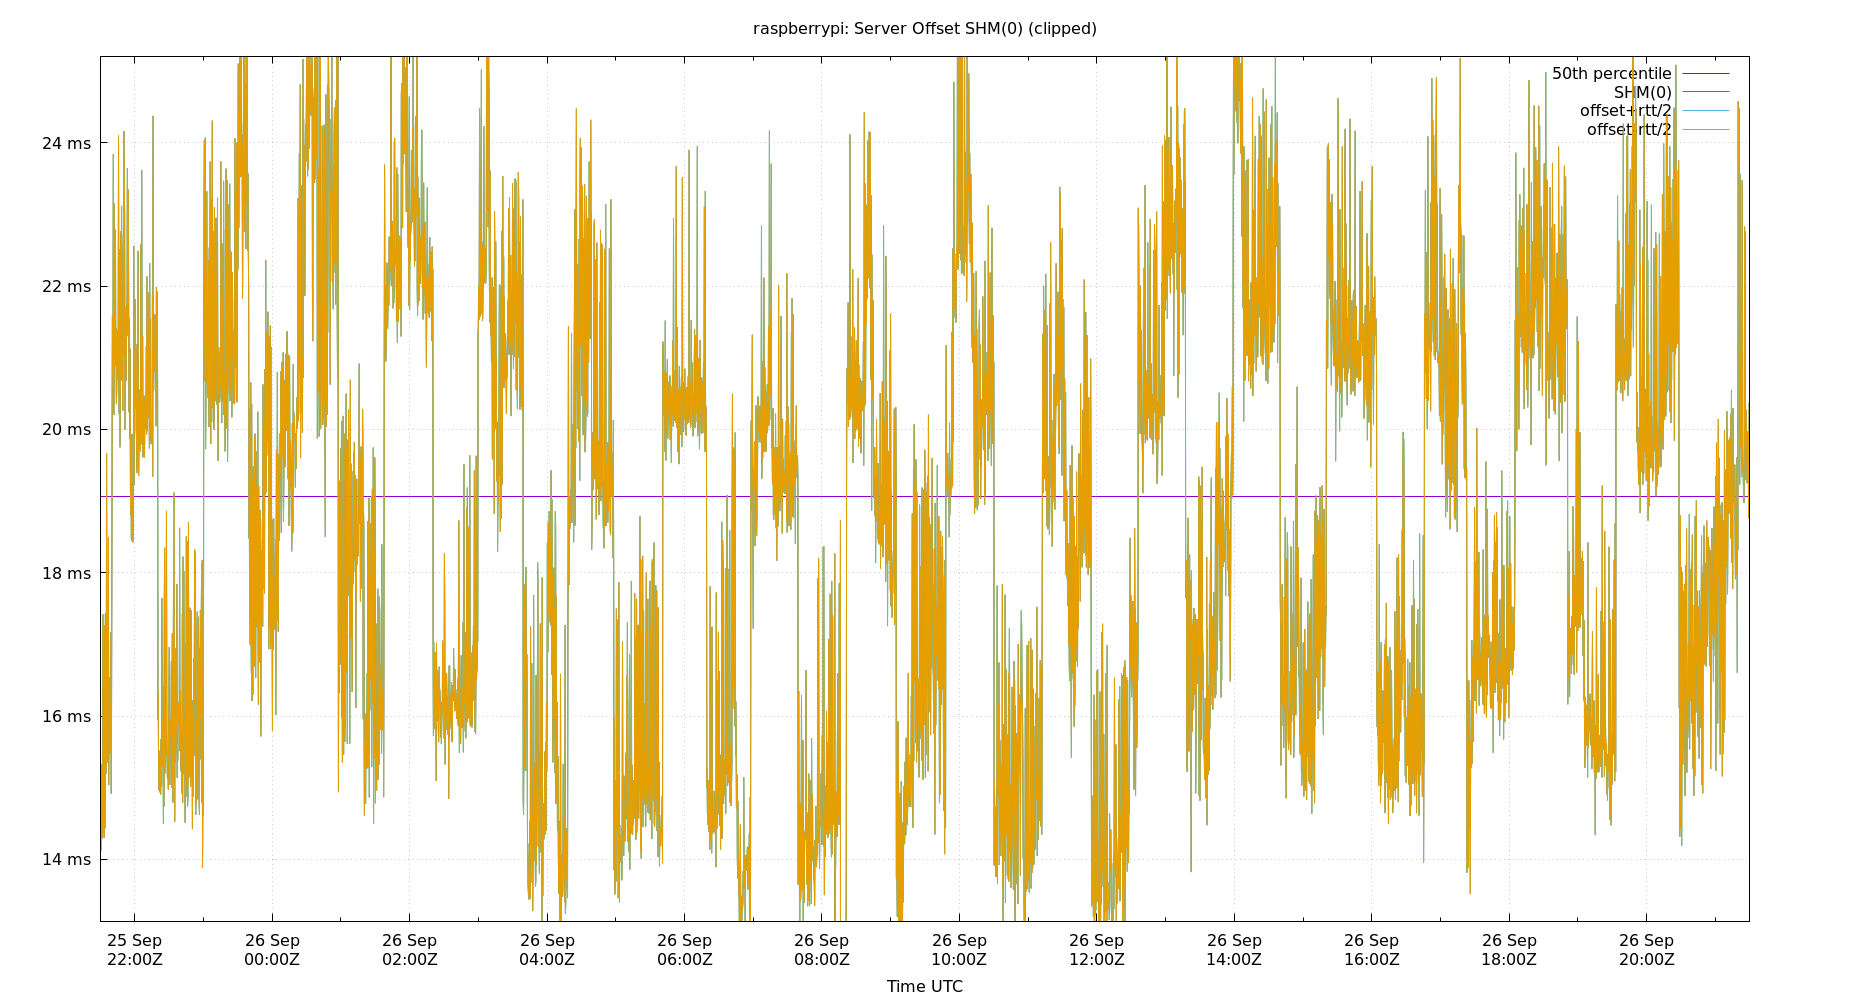 raspberrypi: Server Offset SHM(0) (clipped)
50th percentile
SHM(0)
offset+rtt/2
offset-rtt/2
24 ms
22 ms
20 ms
18 ms
16 ms
14 ms
25 Sep 26 Sep 26 Sep 26 Sep 26 Sep 26 Sep 26 Sep 26 Sep 26 Sep 26 Sep 26 Sep 26 Sep
22:00Z 00:00Z 02:00Z 04:00Z 06:00Z 08:00Z 10:00Z 12:00Z 14:00Z 16:00Z 18:00Z 20:00Z
Time UTC